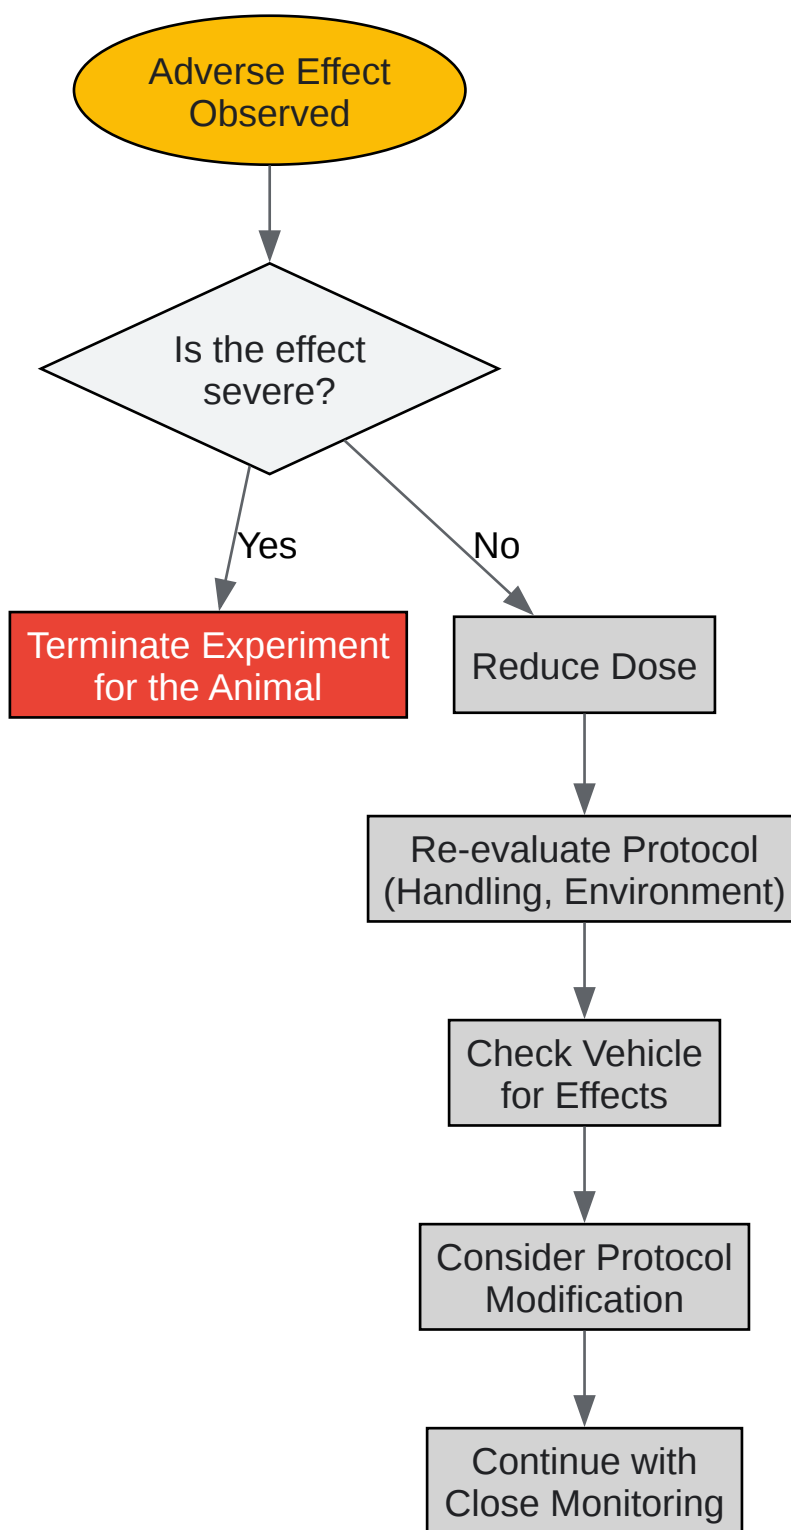 Adverse Effect
Observed
Is the effect
severe?
Yes
No
Terminate Experiment
for the Animal
Reduce Dose
Re-evaluate Protocol
(Handling, Environment)
Check Vehicle
for Effects
Consider Protocol
Modification
Continue with
Close Monitoring